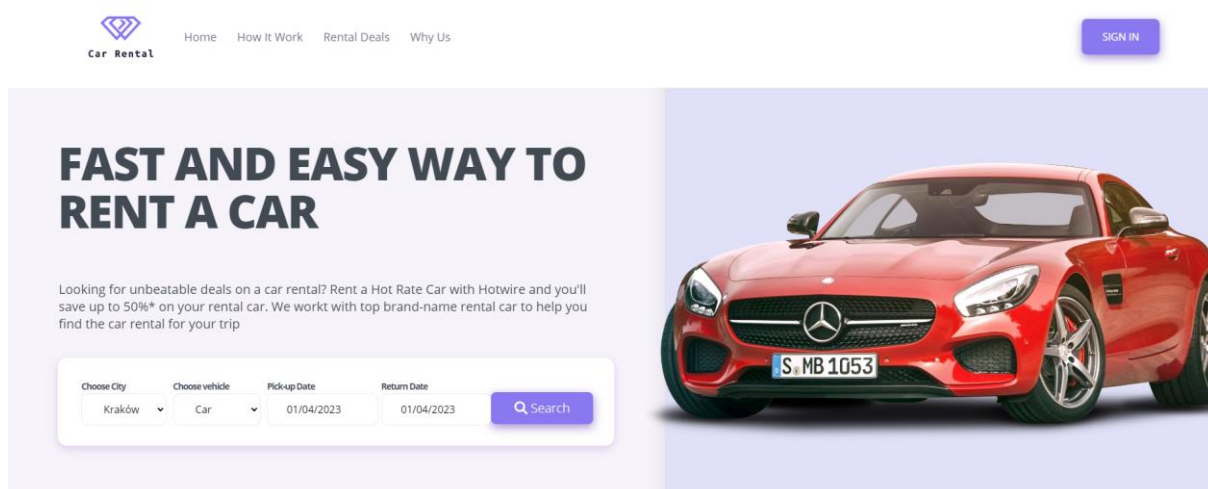 Car Rental
Home How It Work Rental Deals Why Us
SIGN IN
FAST AND EASY WAY TO
RENT A CAR
Looking for unbeatable deals on a car rental? Rent a Hot Rate Car with Hotwire and you'll
save up to 50%* on your rental car. We workt with top brand-name rental car to help you
find the car rental for your trip
Choose City Choose vehicle Pick-up Date Return Date
Kraków Car 01/04/2023 01/04/2023 Search
S MB 1053